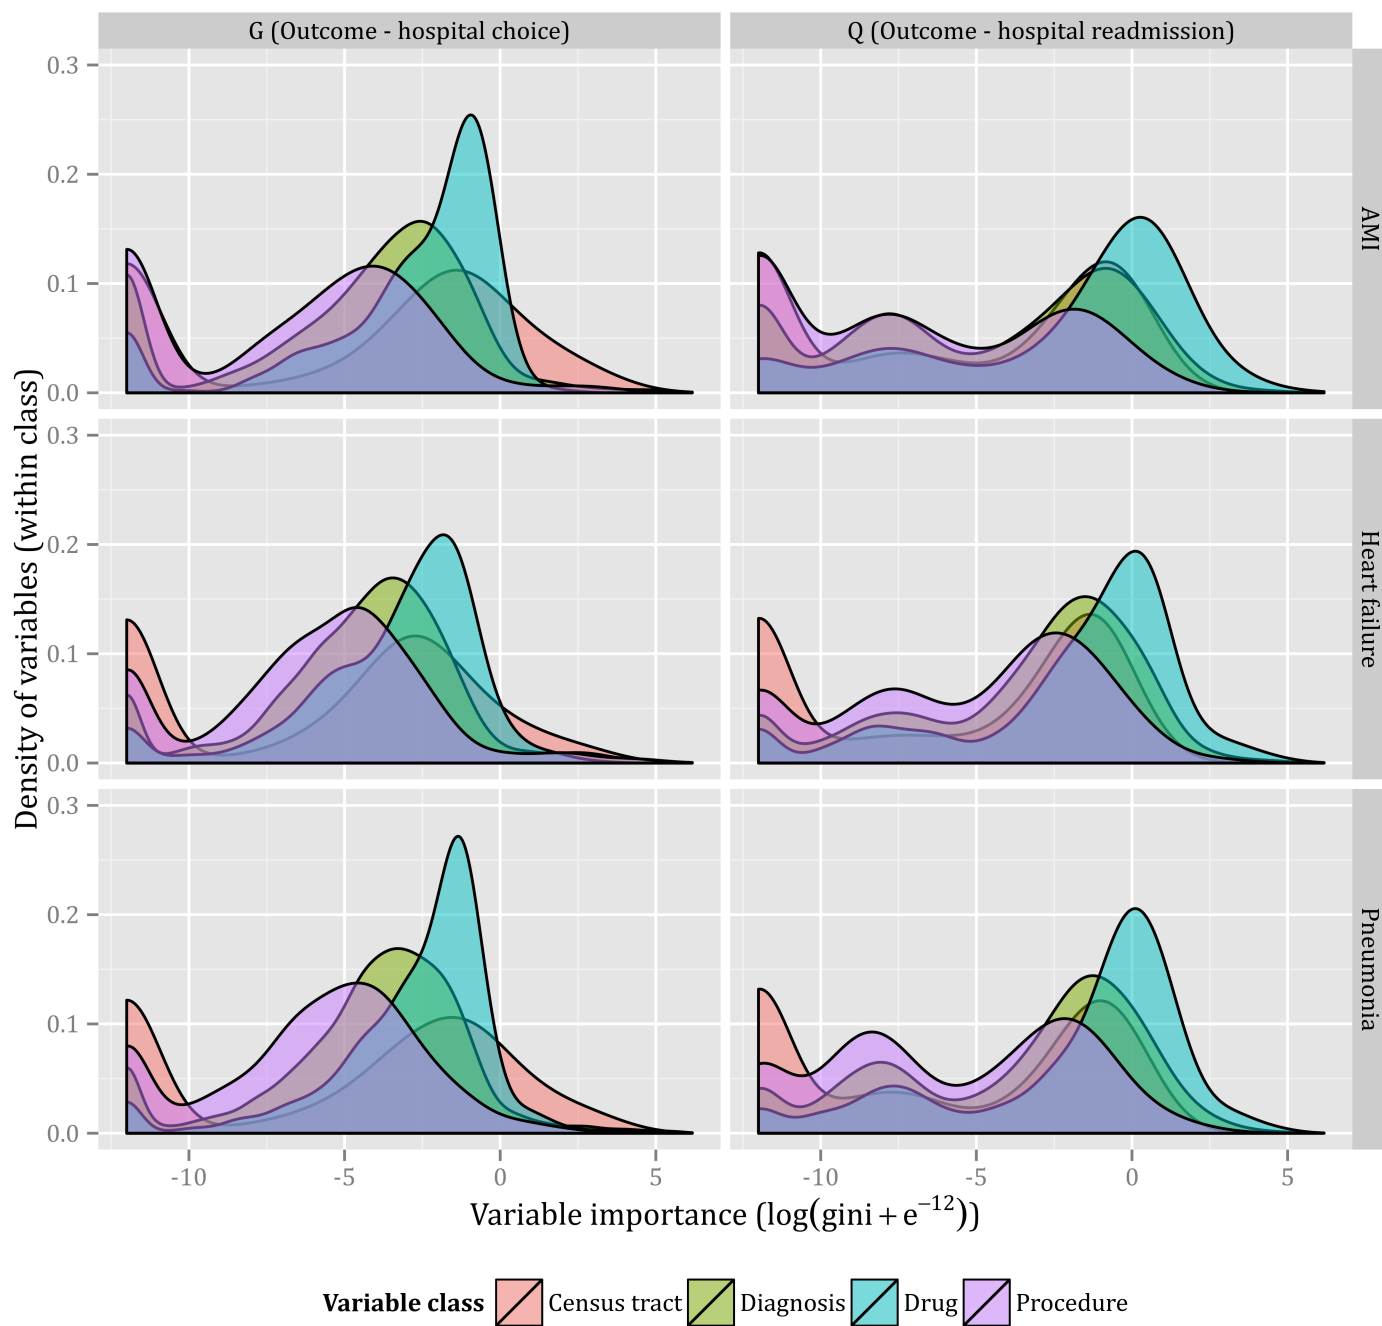 G (Outcome - hospital choice)
Q (Outcome - hospital readmission)
0.3
0.2
0.1
0.0
AMI
0.3
0.2
0.1
0.0
Heart failure
0.3
0.2
0.1
0.0
Pneumonia
Density of variables (within class)
-10
-5
0
5
-10
-5
0
5
Variable importance (log(gini + e⁻¹²))
Variable class
Census tract
Diagnosis
Drug
Procedure